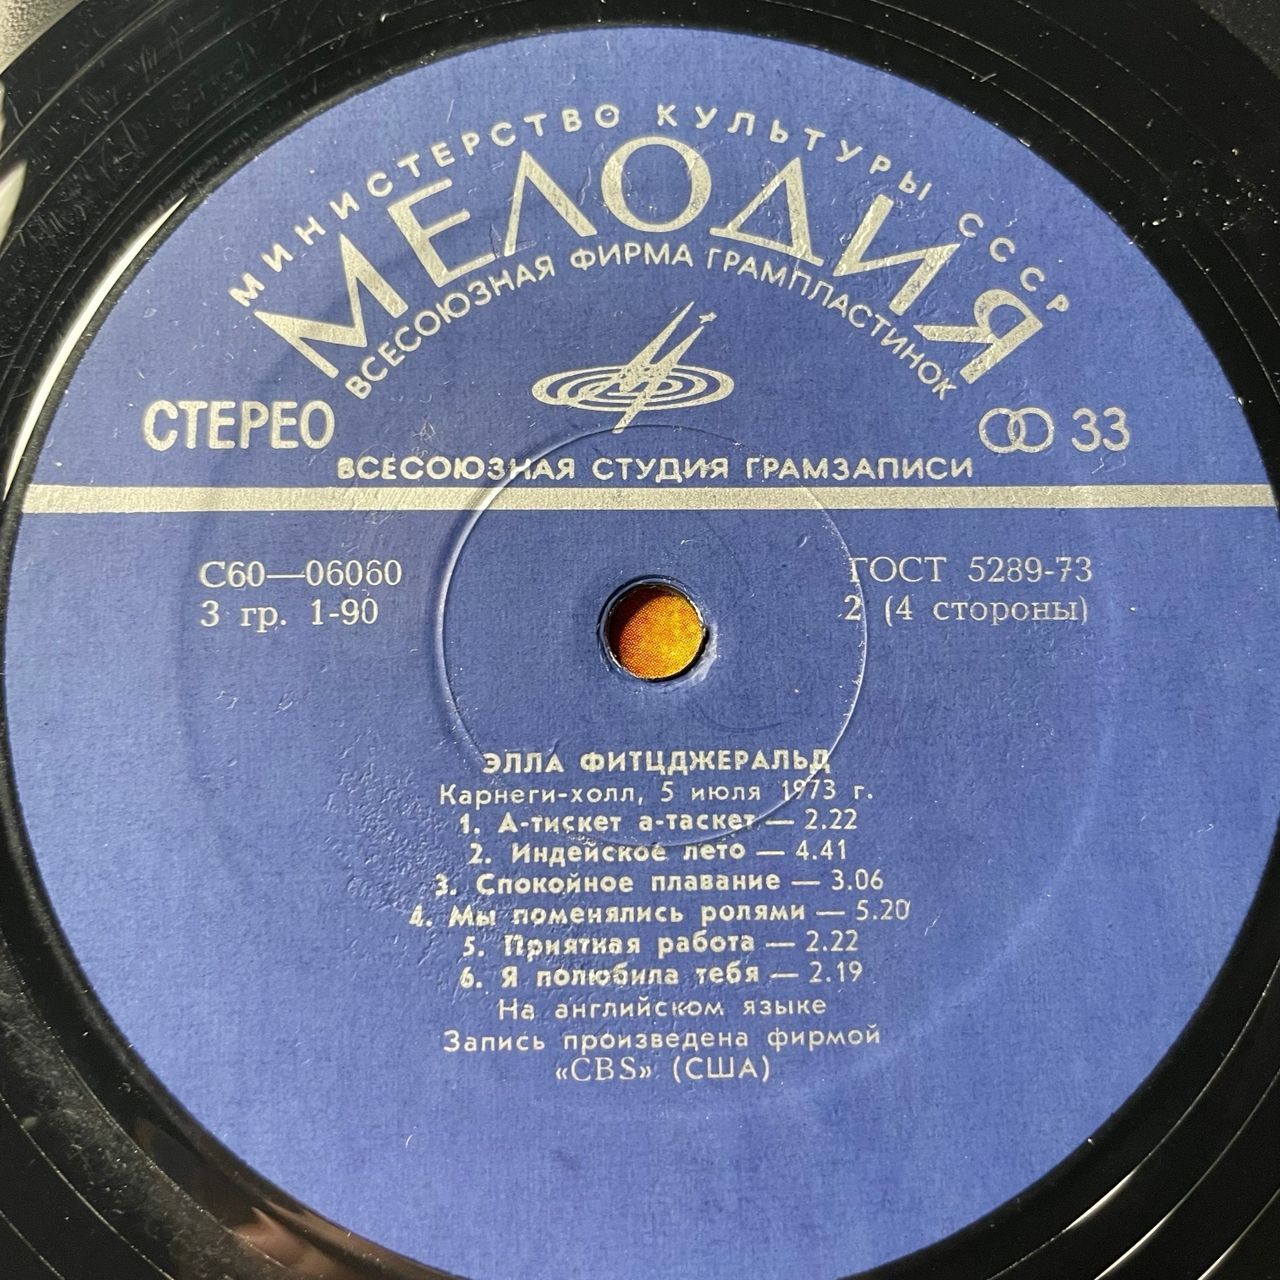 МИНИСТЕРСТВО КУЛЬТУРЫ СССР
МЕЛОДИЯ
ВСЕСОЮЗНАЯ ФИРМА ГРАМПЛАСТИНОК
СТЕРЕО
33
ВСЕСОЮЗНАЯ СТУДИЯ ГРАМЗАПИСИ
С60—06060
3 гр. 1-90
ГОСТ 5289-73
2 (4 стороны)
ЭЛЛА ФИТЦДЖЕРАЛЬД
Карнеги-холл, 5 июля 1973 г.
1. А-тискет а-таскет — 2.22
2. Индейское лето — 4.41
3. Спокойное плавание — 3.06
4. Мы поменялись ролями — 5.20
5. Приятная работа — 2.22
6. Я полюбила тебя — 2.19
На английском языке
Запись произведена фирмой
«CBS» (США)